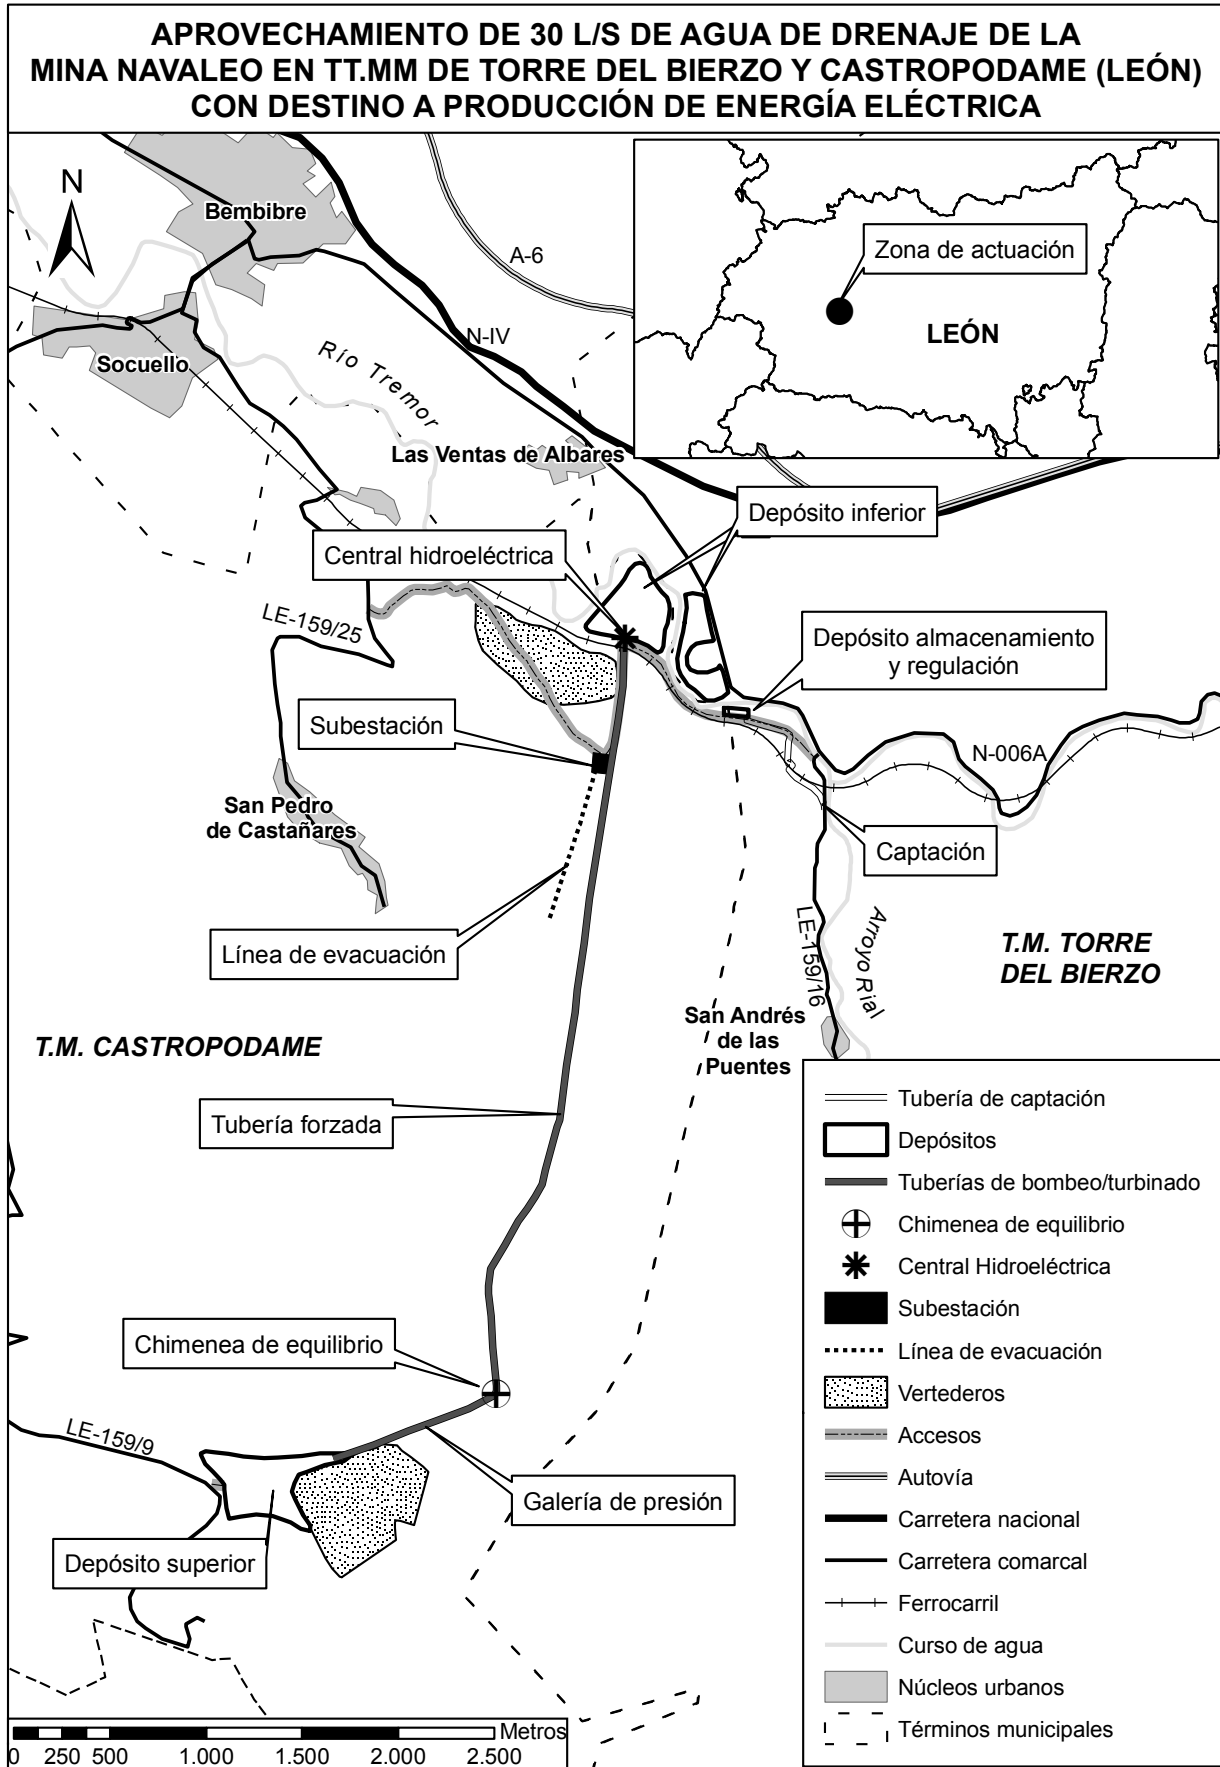 APROVECHAMIENTO DE 30 L/S DE AGUA DE DRENAJE DE LA
MINA NAVALEO EN TT.MM DE TORRE DEL BIERZO Y CASTROPODAME (LEÓN)
CON DESTINO A PRODUCCIÓN DE ENERGÍA ELÉCTRICA
N
Bembibre
A-6
Zona de actuación
LEÓN
N-IV
Socuello
Río Tremor
Las Ventas de Albares
Depósito inferior
Central hidroeléctrica
LE-159/25
Depósito almacenamiento
y regulación
Subestación
N-006A
San Pedro
de Castañares
Captación
Línea de evacuación
LE-159/16
Arroyo Rial
T.M. TORRE
DEL BIERZO
San Andrés
de las
Puentes
T.M. CASTROPODAME
Tubería forzada
Chimenea de equilibrio
LE-159/9
Galería de presión
Depósito superior
Tubería de captación
Depósitos
Tuberías de bombeo/turbinado
Chimenea de equilibrio
Central Hidroeléctrica
Subestación
Línea de evacuación
Vertederos
Accesos
Autovía
Carretera nacional
Carretera comarcal
Ferrocarril
Curso de agua
Núcleos urbanos
Términos municipales
Metros
0 250 500 1.000 1.500 2.000 2.500